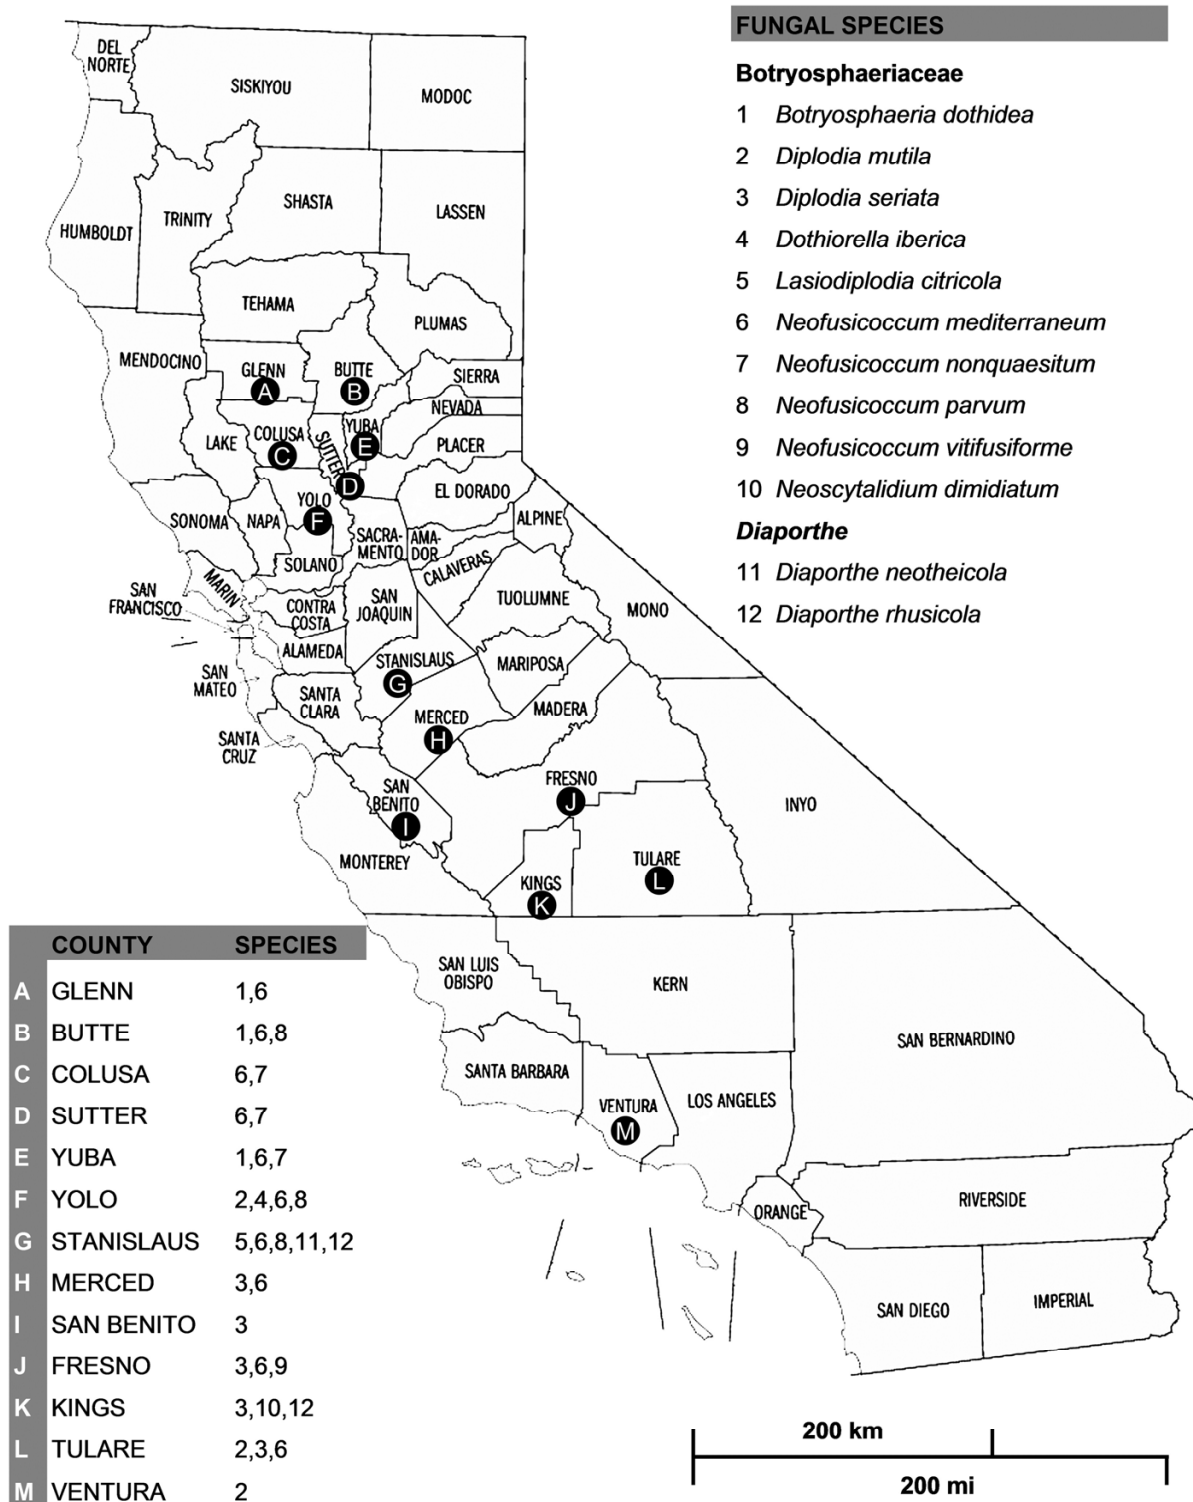 FUNGAL SPECIES
Botryosphaeriaceae
1 Botryosphaeria dothidea
2 Diplodia mutila
3 Diplodia seriata
4 Dothiorella iberica
5 Lasiodiplodia citricola
6 Neofusicoccum mediterraneum
7 Neofusicoccum nonquaesitum
8 Neofusicoccum parvum
9 Neofusicoccum vitifusiforme
10 Neoscytalidium dimidiatum
Diaporthe
11 Diaporthe neotheicola
12 Diaporthe rhusicola
DEL
NORTE
SISKIYOU
MODOC
HUMBOLDT
TRINITY
SHASTA
LASSEN
TEHAMA
PLUMAS
MENDOCINO
GLENN
A
BUTTE
B
SIERRA
NEVADA
LAKE
COLUSA
C
SUTTER
D
YUBA
E
PLACER
EL DORADO
SONOMA
NAPA
YOLO
F
SOLANO
SACRA-
MENTO
AMA-
DOR
ALPINE
CALAVERAS
MARIN
SAN
FRANCISCO
CONTRA
COSTA
SAN
JOAQUIN
TUOLUMNE
MONO
ALAMEDA
STANISLAUS
G
MARIPOSA
SAN
MATEO
SANTA
CLARA
MERCED
H
MADERA
SANTA
CRUZ
SAN
BENITO
I
FRESNO
J
INYO
MONTEREY
KINGS
K
TULARE
L
SAN LUIS
OBISPO
KERN
SAN BERNARDINO
SANTA BARBARA
VENTURA
M
LOS ANGELES
ORANGE
RIVERSIDE
SAN DIEGO
IMPERIAL
COUNTY SPECIES
A GLENN 1,6
B BUTTE 1,6,8
C COLUSA 6,7
D SUTTER 6,7
E YUBA 1,6,7
F YOLO 2,4,6,8
G STANISLAUS 5,6,8,11,12
H MERCED 3,6
I SAN BENITO 3
J FRESNO 3,6,9
K KINGS 3,10,12
L TULARE 2,3,6
M VENTURA 2
200 km
200 mi